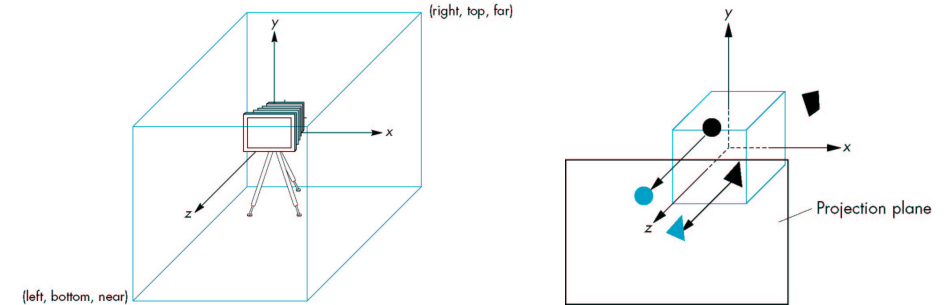 (right, top, far)
y
x
z
(left, bottom, near)
y
x
z
Projection plane